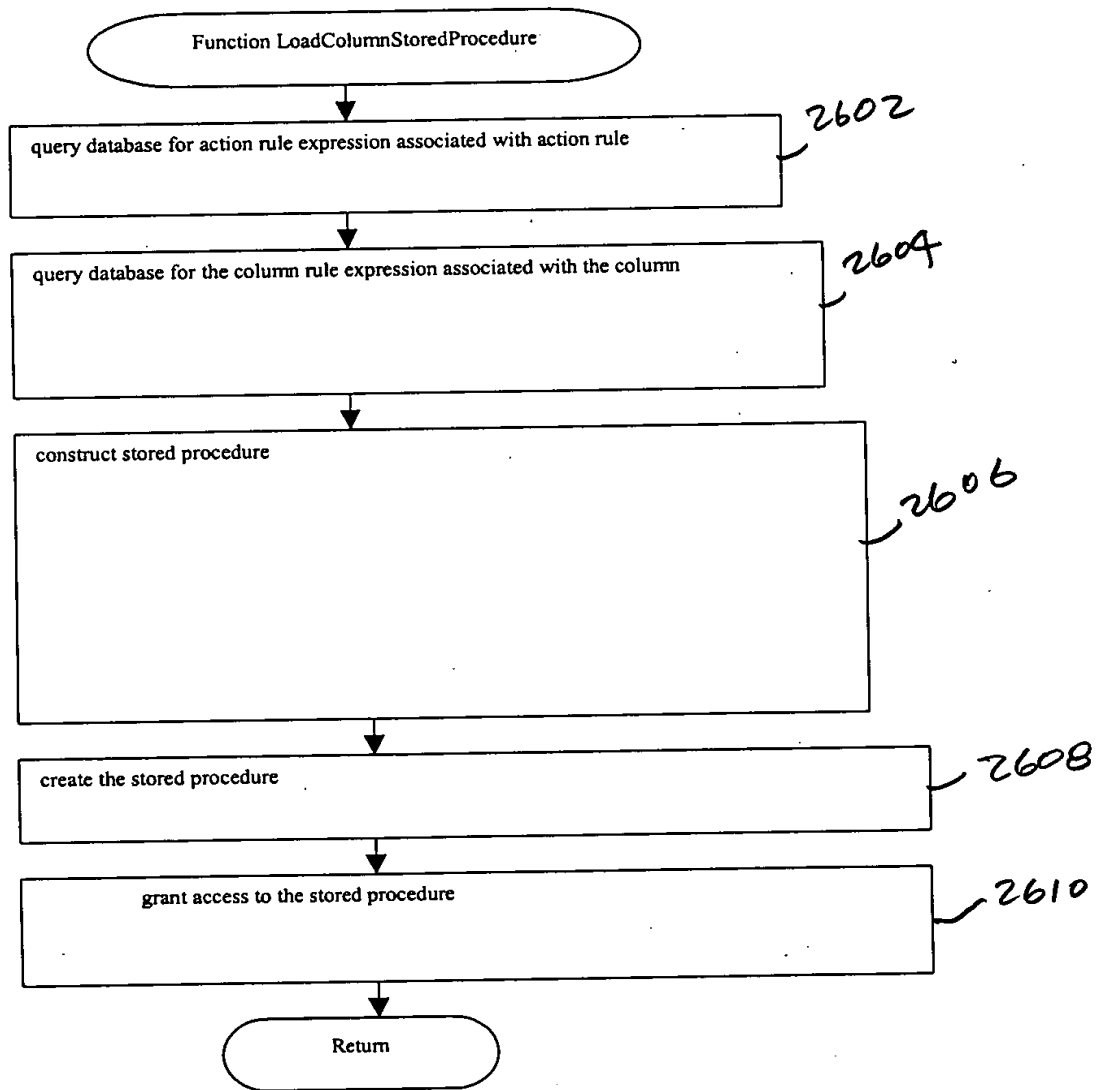 Function LoadColumnStoredProcedure
query database for action rule expression associated with action rule
2602
query database for the column rule expression associated with the column
2604
construct stored procedure
2606
create the stored procedure
2608
grant access to the stored procedure
2610
Return